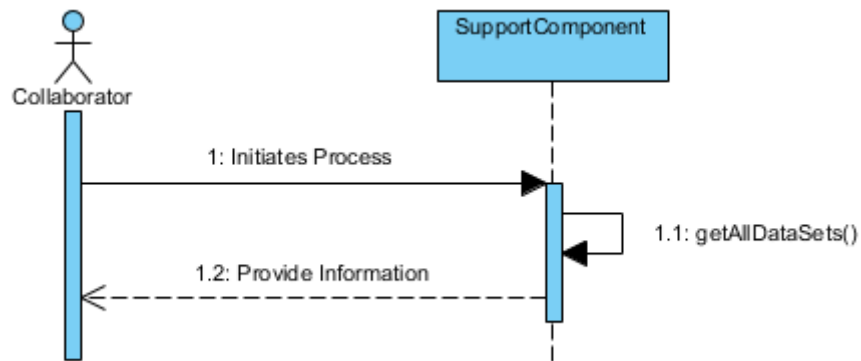 SupportComponent
Collaborator
1: Initiates Process
1.1: getAllDataSets()
1.2: Provide Information